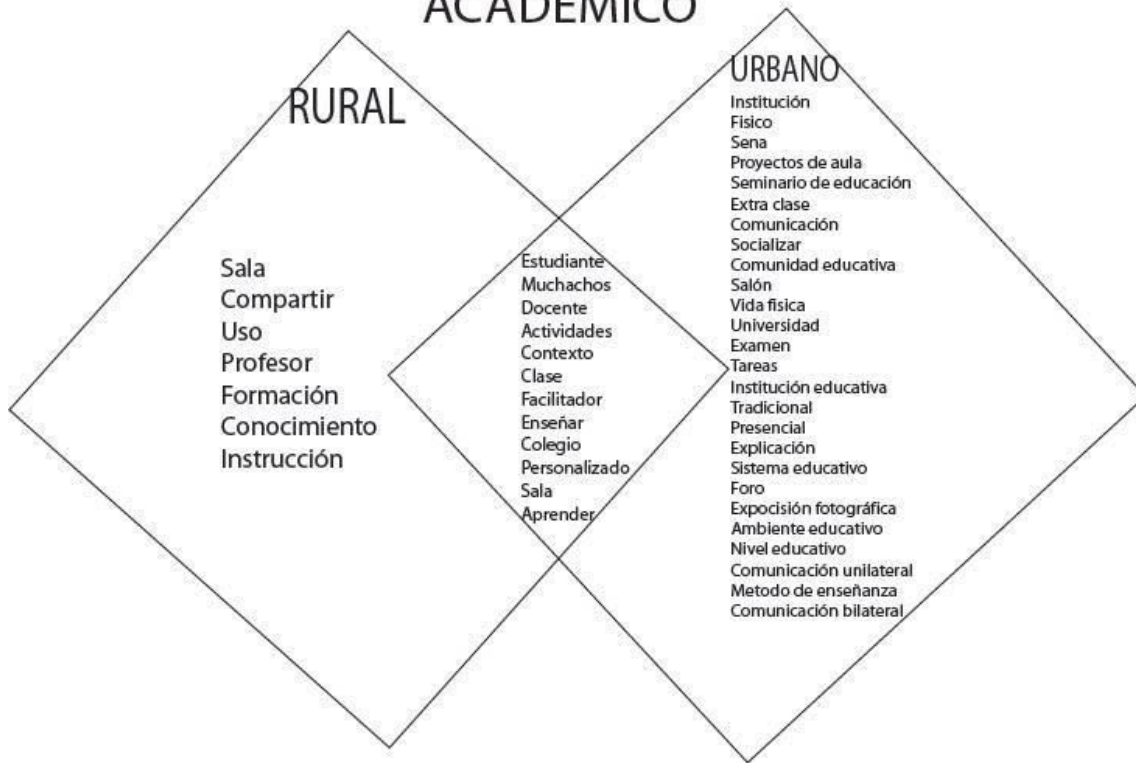 ACADEMICO
RURAL
Sala
Compartir
Uso
Profesor
Formación
Conocimiento
Instrucción
Estudiante
Muchachos
Docente
Actividades
Contexto
Clase
Facilitador
Enseñar
Colegio
Personalizado
Sala
Aprender
URBANO
Institución
Fisico
Sena
Proyectos de aula
Seminario de educación
Extra clase
Comunicación
Socializar
Comunidad educativa
Salón
Vida fisica
Universidad
Examen
Tareas
Institución educativa
Tradicional
Presencial
Explicación
Sistema educativo
Foro
Expocisión fotográfica
Ambiente educativo
Nivel educativo
Comunicación unilateral
Metodo de enseñanza
Comunicación bilateral